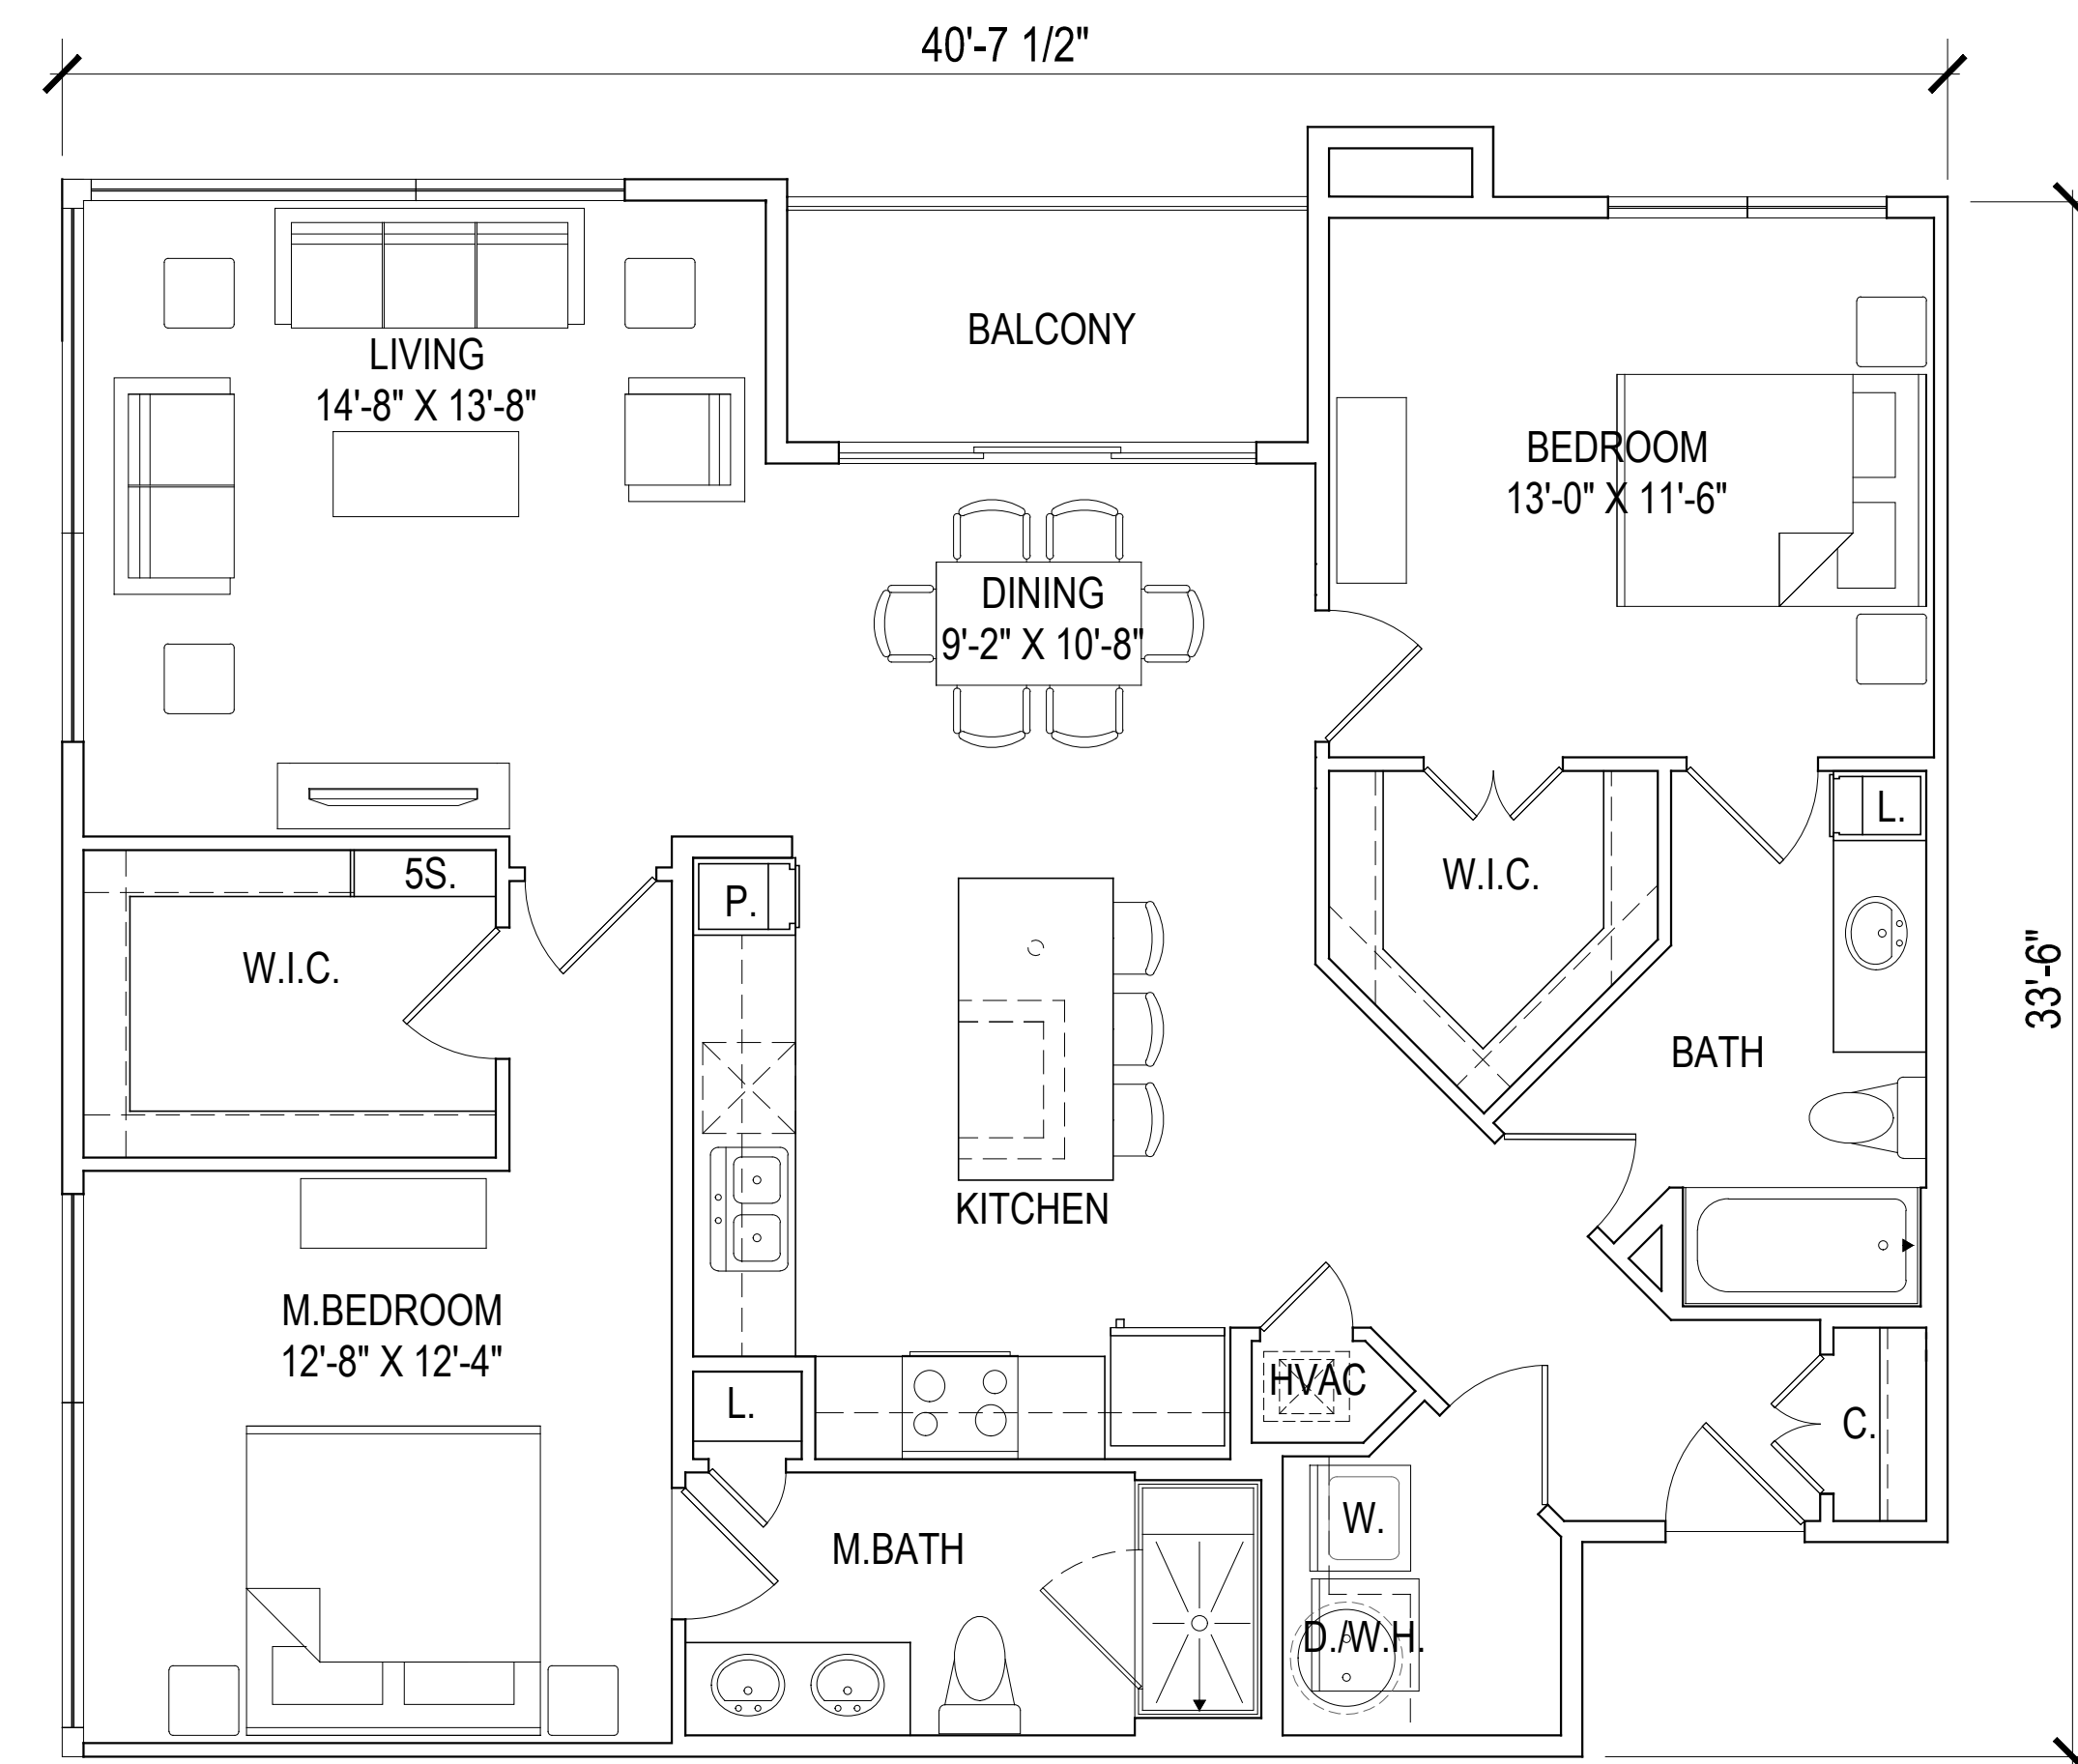 40'-7 1/2"
BALCONY
LIVING
14'-8" X 13'-8"
BEDROOM
13'-0" X 11'-6"
DINING
9'-2" X 10'-8"
L.
5S.
P.
W.I.C.
W.I.C.
33'-6"
BATH
KITCHEN
M.BEDROOM
12'-8" X 12'-4"
HVAC
L.
C.
W.
M.BATH
D./W.H.